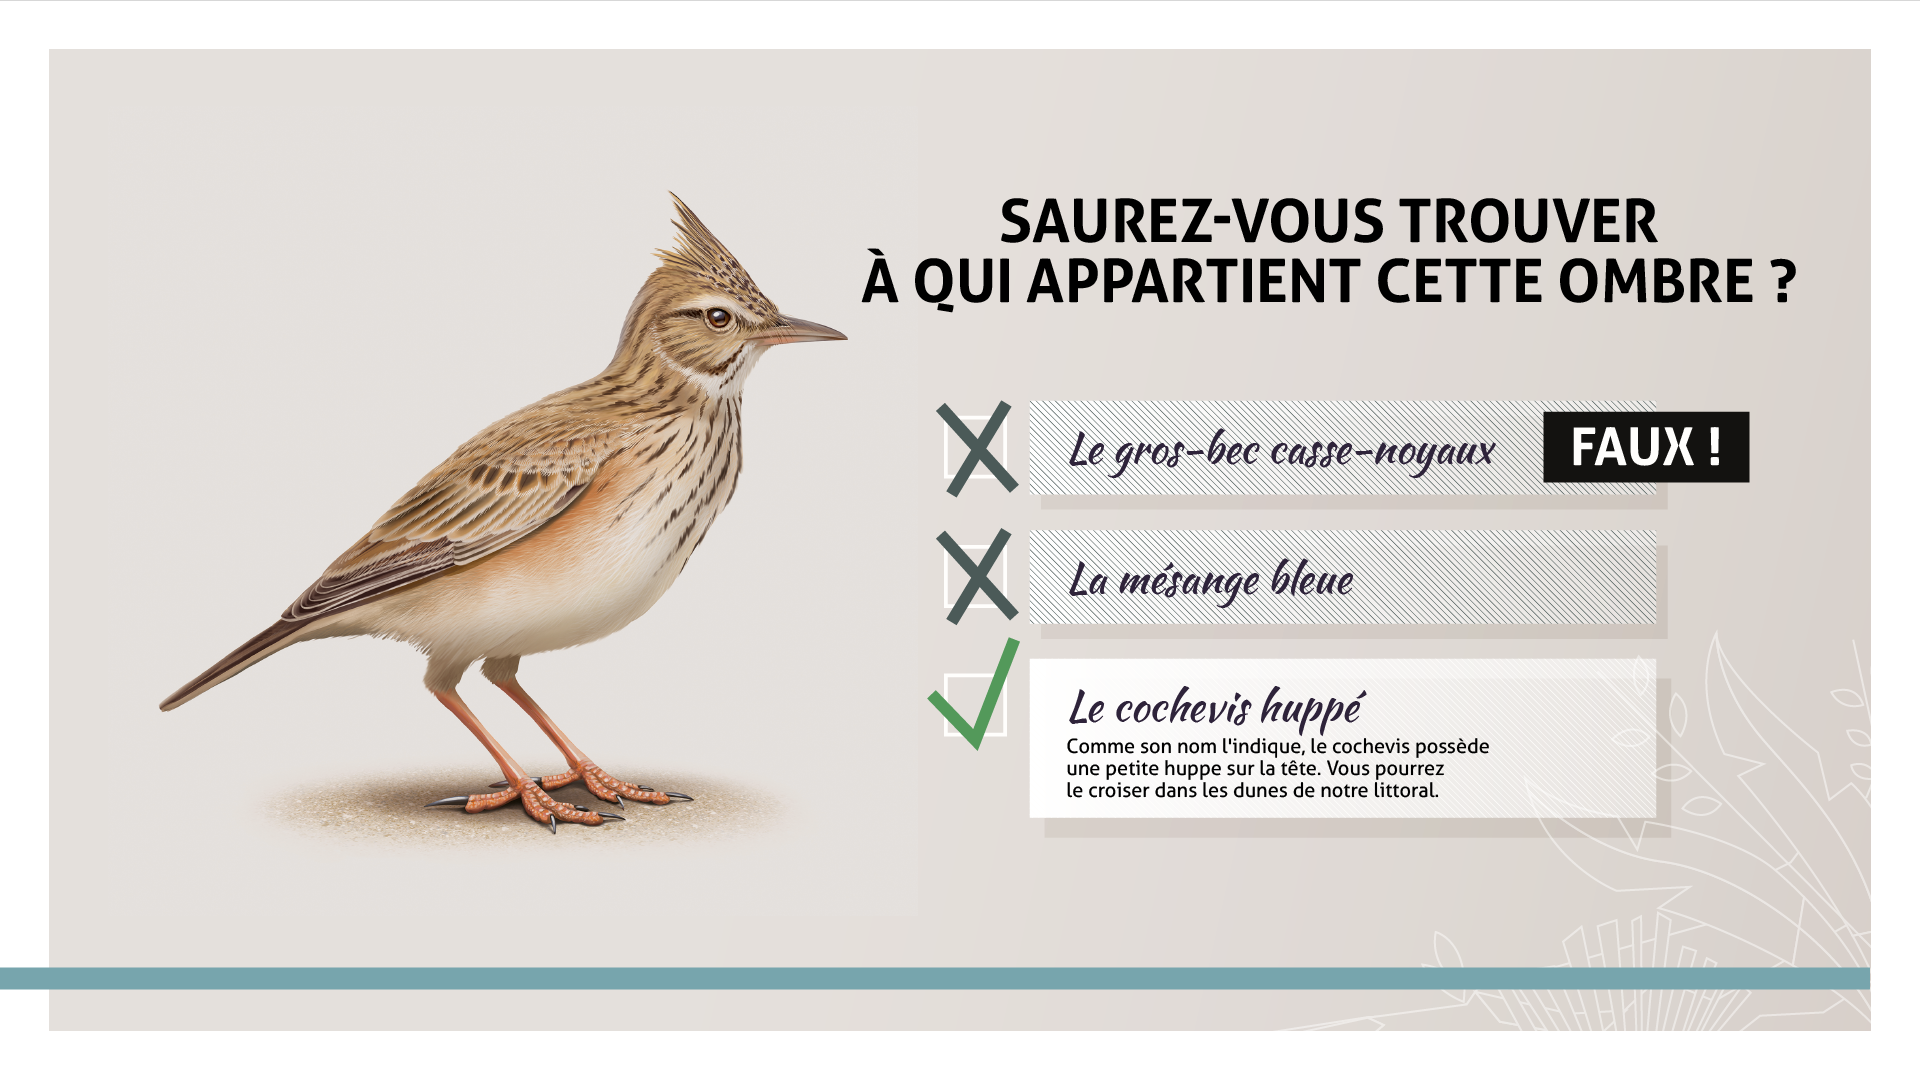 SAUREZ-VOUS TROUVER
À QUI APPARTIENT CETTE OMBRE ?
Le gros-bec casse-noyaux
FAUX !
La mésange bleue
Le cochevis huppé
Comme son nom l'indique, le cochevis possède
une petite huppe sur la tête. Vous pourrez
le croiser dans les dunes de notre littoral.